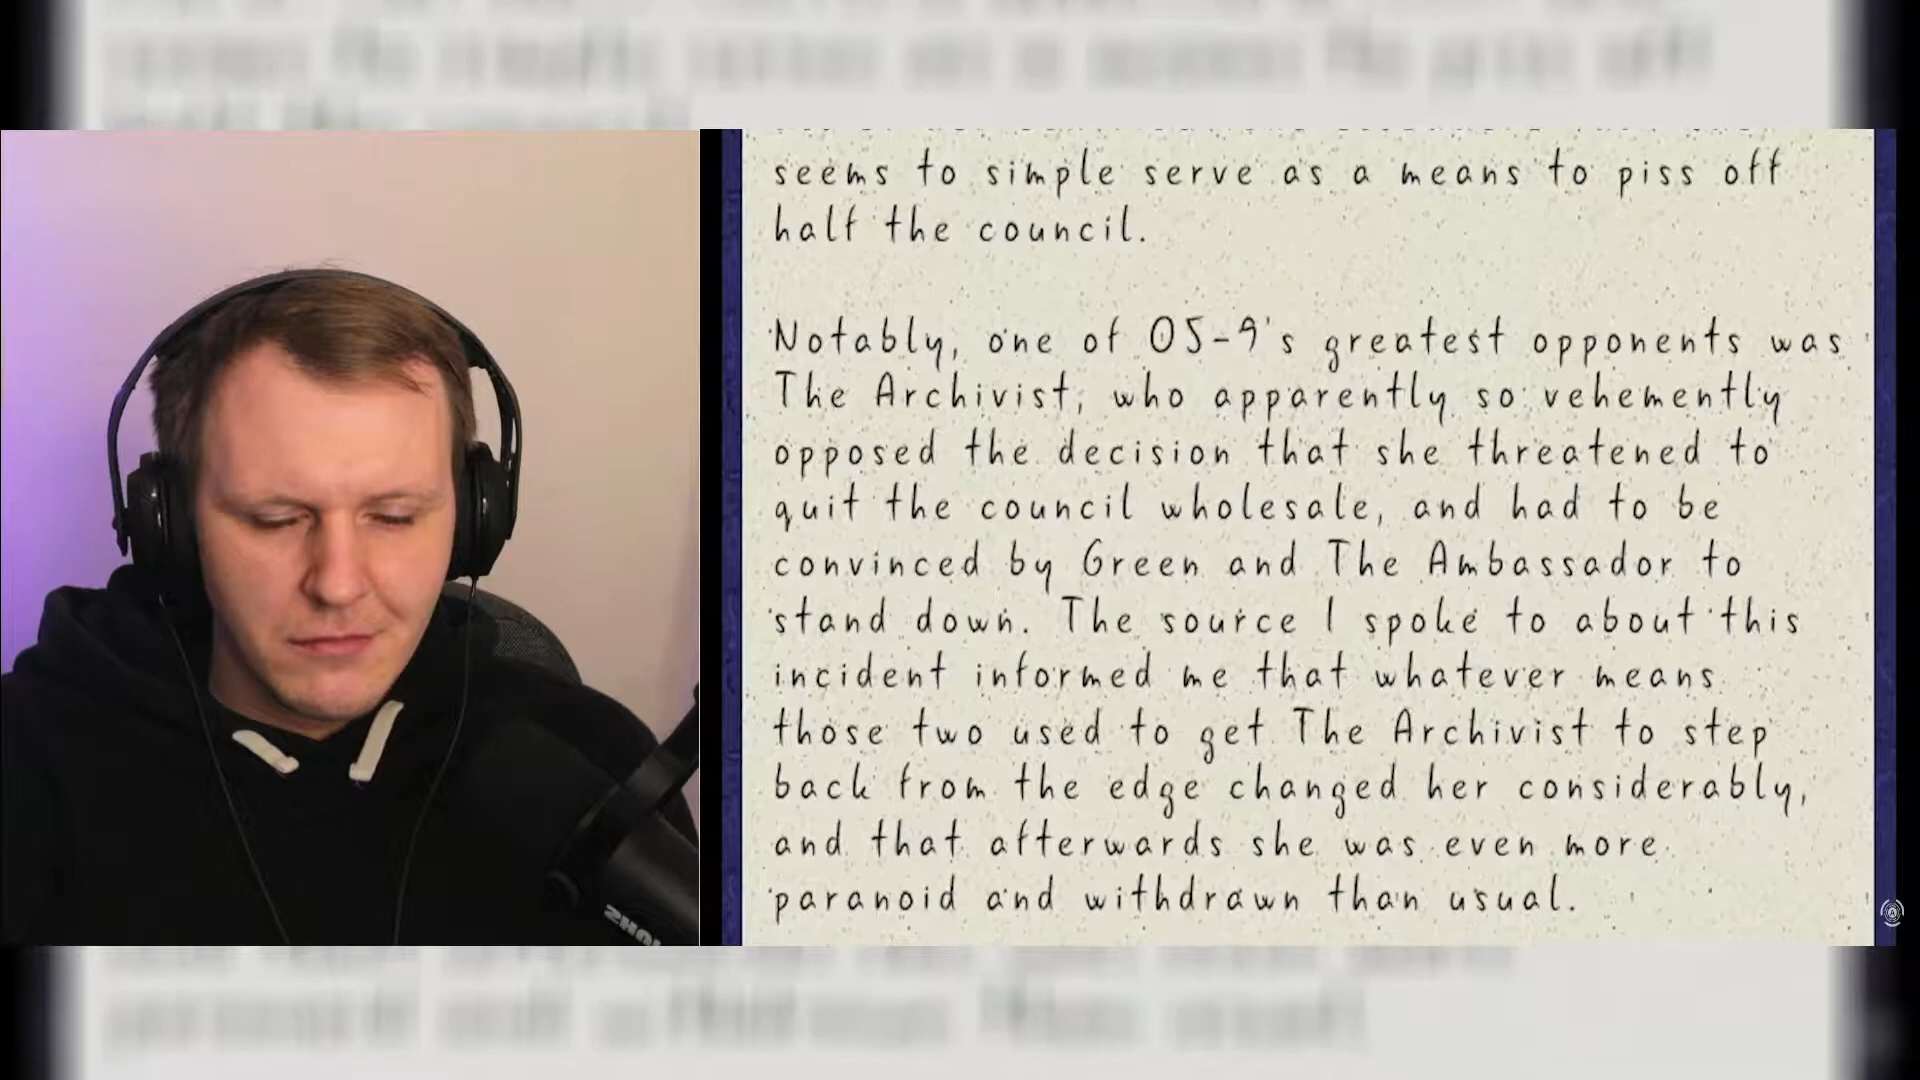 seems to simple serve as a means to piss off
half the council.
Notably, one of O5-9's greatest opponents was
The Archivist, who apparently so vehemently
opposed the decision that she threatened to
quit the council wholesale, and had to be
convinced by Green and The Ambassador to
stand down. The source I spoke to about this
incident informed me that whatever means
those two used to get The Archivist to step
back from the edge changed her considerably,
and that afterwards she was even more
paranoid and withdrawn than usual.